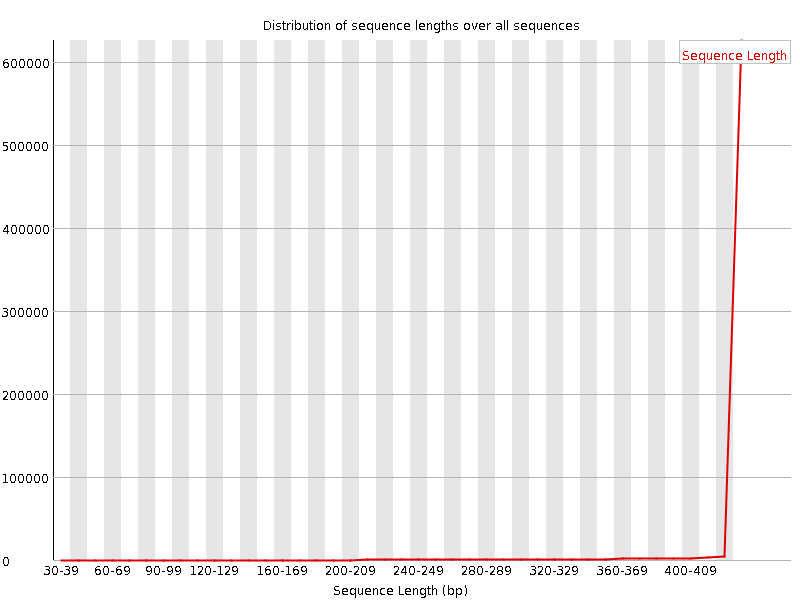 Distribution of sequence lengths over all sequences
Sequence Length
600000
500000
400000
300000
200000
100000
0
30-39 60-69 90-99 120-129 160-169 200-209 240-249 280-289 320-329 360-369 400-409
Sequence Length (bp)